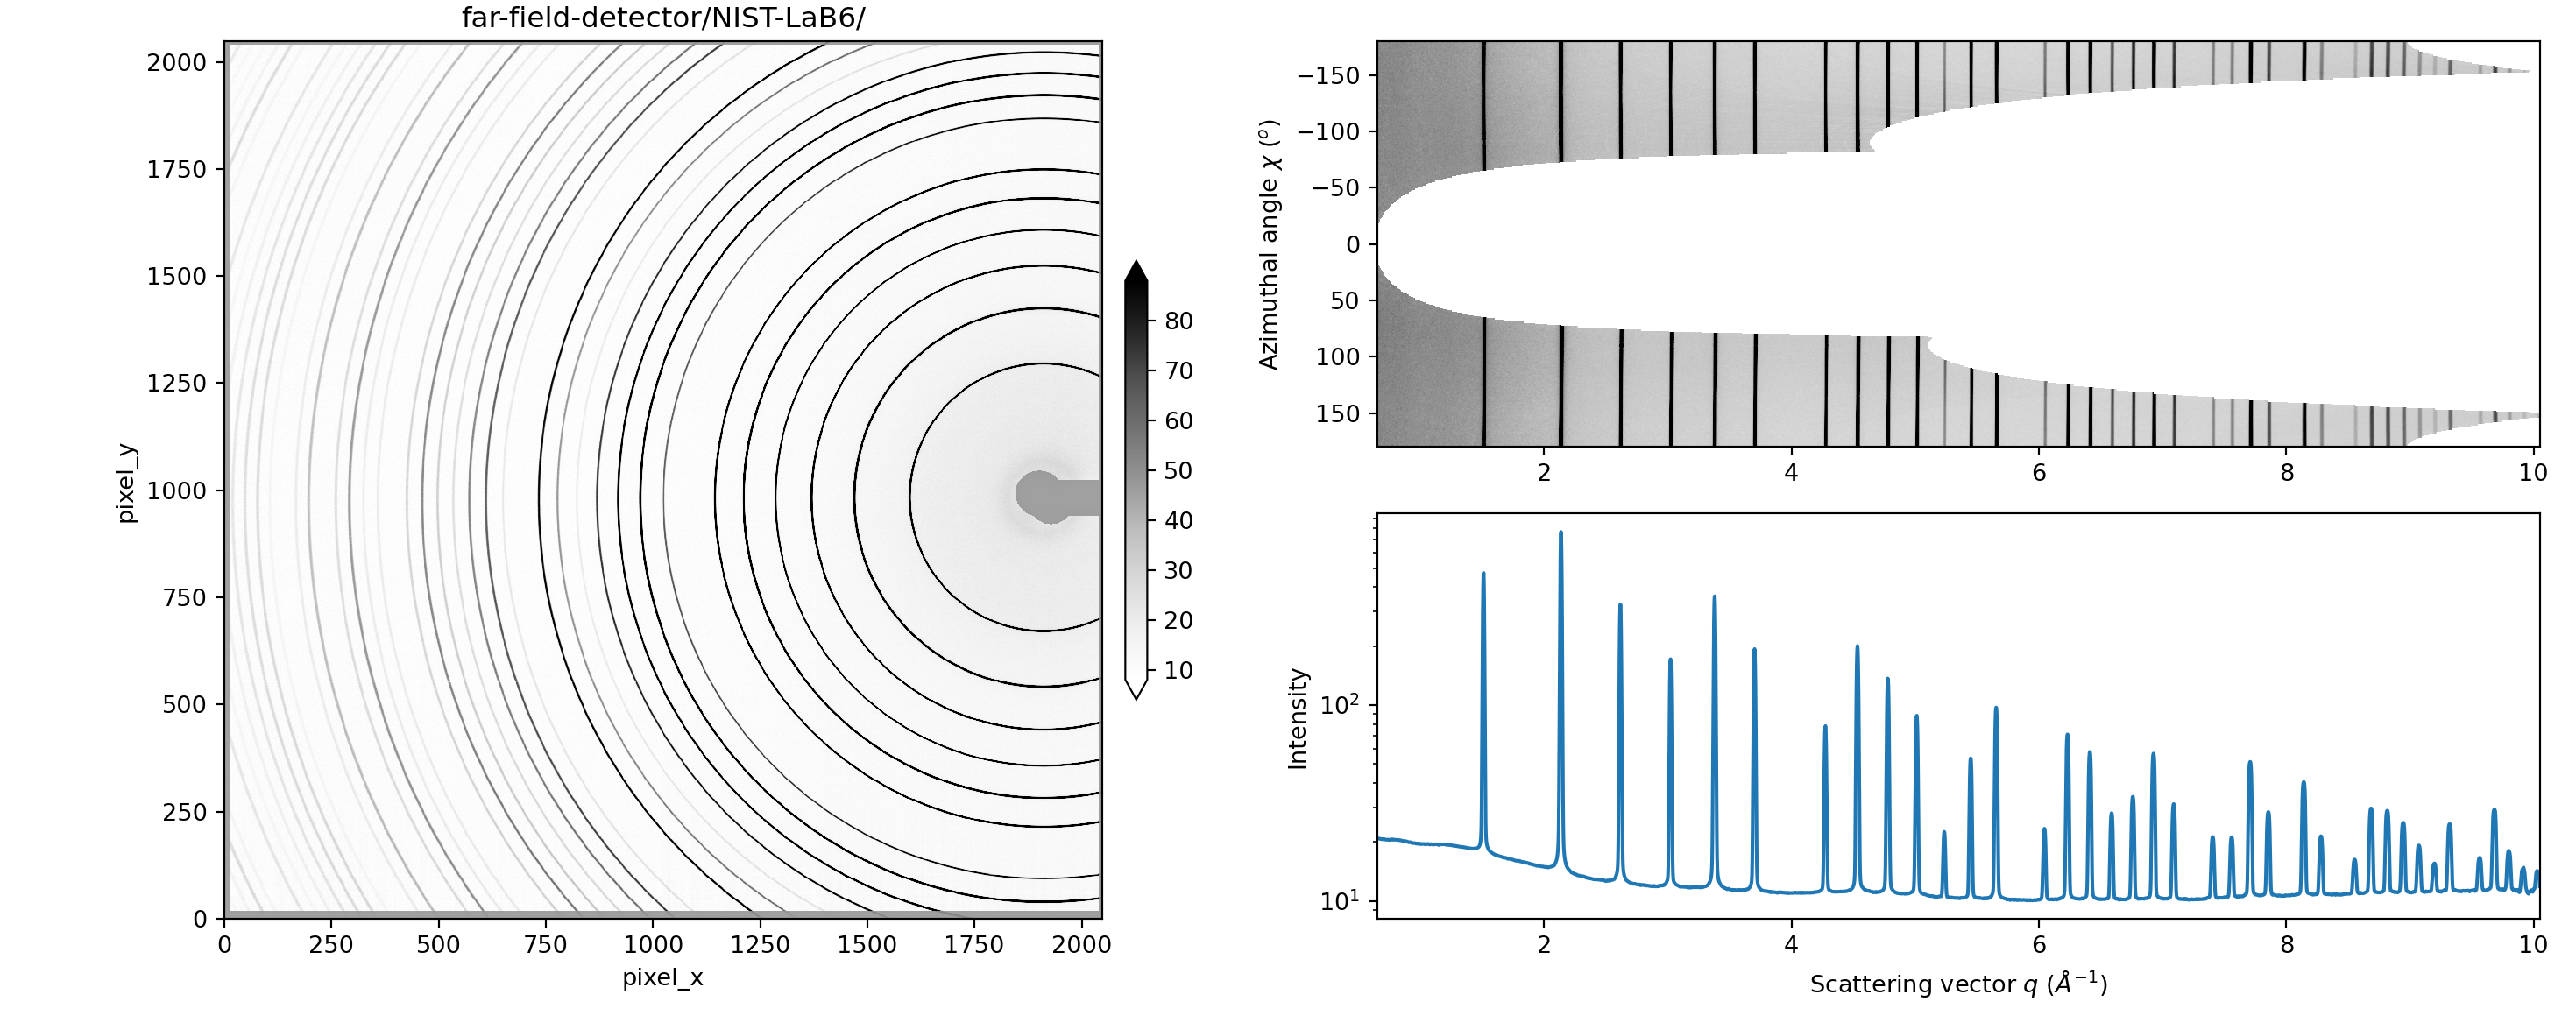 far-field-detector/NIST-LaB6/
2000
1750
1500
1250
1000
750
500
250
0
pixel_y
0 250 500 750 1000 1250 1500 1750 2000
pixel_x
80
70
60
50
40
30
20
10
−150
−100
−50
0
50
100
150
Azimuthal angle χ (°)
2 4 6 8 10
10²
10¹
Intensity
2 4 6 8 10
Scattering vector q (Å⁻¹)